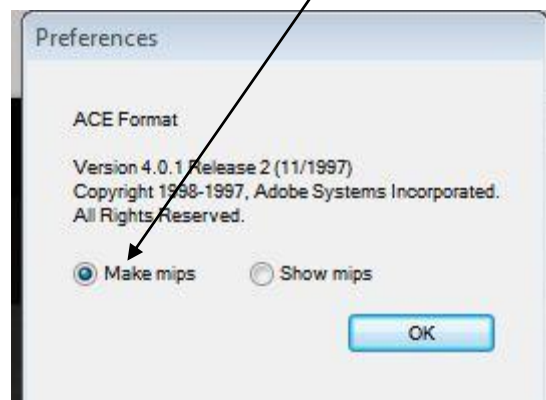 Preferences
ACE Format
Version 4.0.1 Release 2 (11/1997)
Copyright 1998-1997, Adobe Systems Incorporated.
All Rights Reserved.
Make mips Show mips
OK